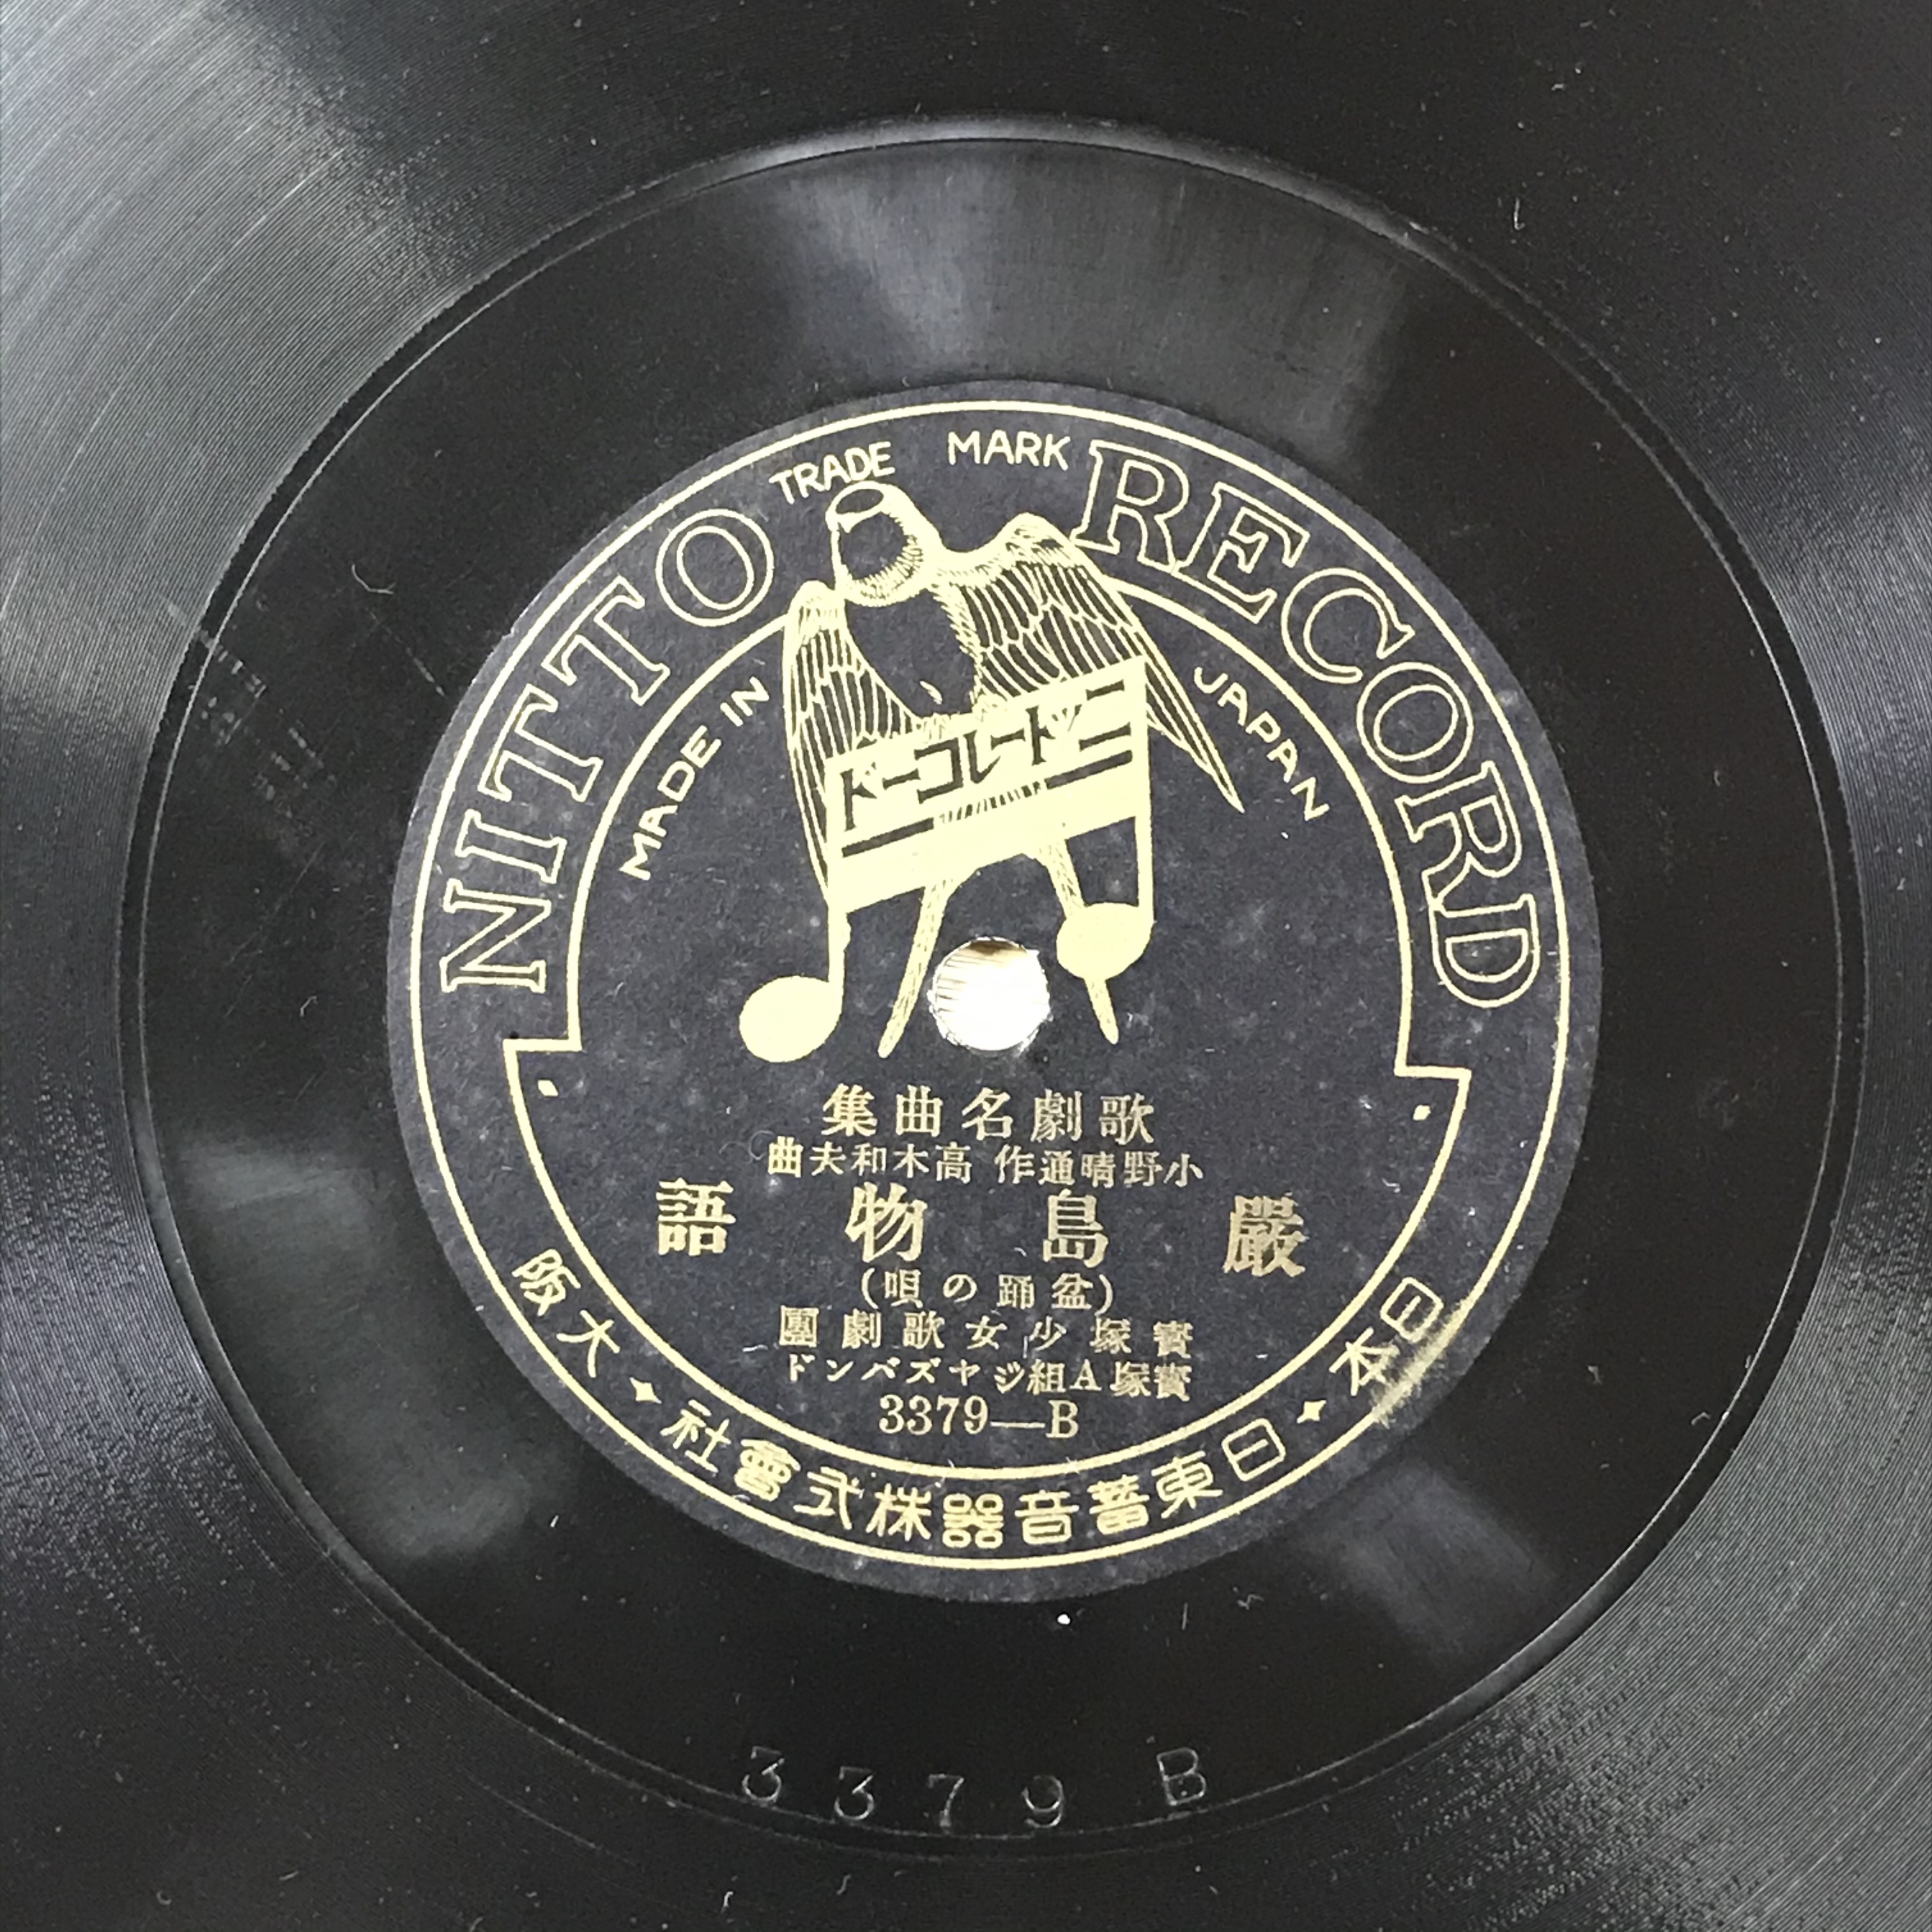 TRADE MARK
NITTO RECORD
MADE IN JAPAN
ニットーレコード
歌劇名曲集
小野晴通作 高木和夫曲
嚴島物語
(盆踊の唄)
寳塚少女歌劇團
寳塚A組ジヤズバンド
3379—B
日本✦日東蓄音器株式會社✦大阪
3379 B